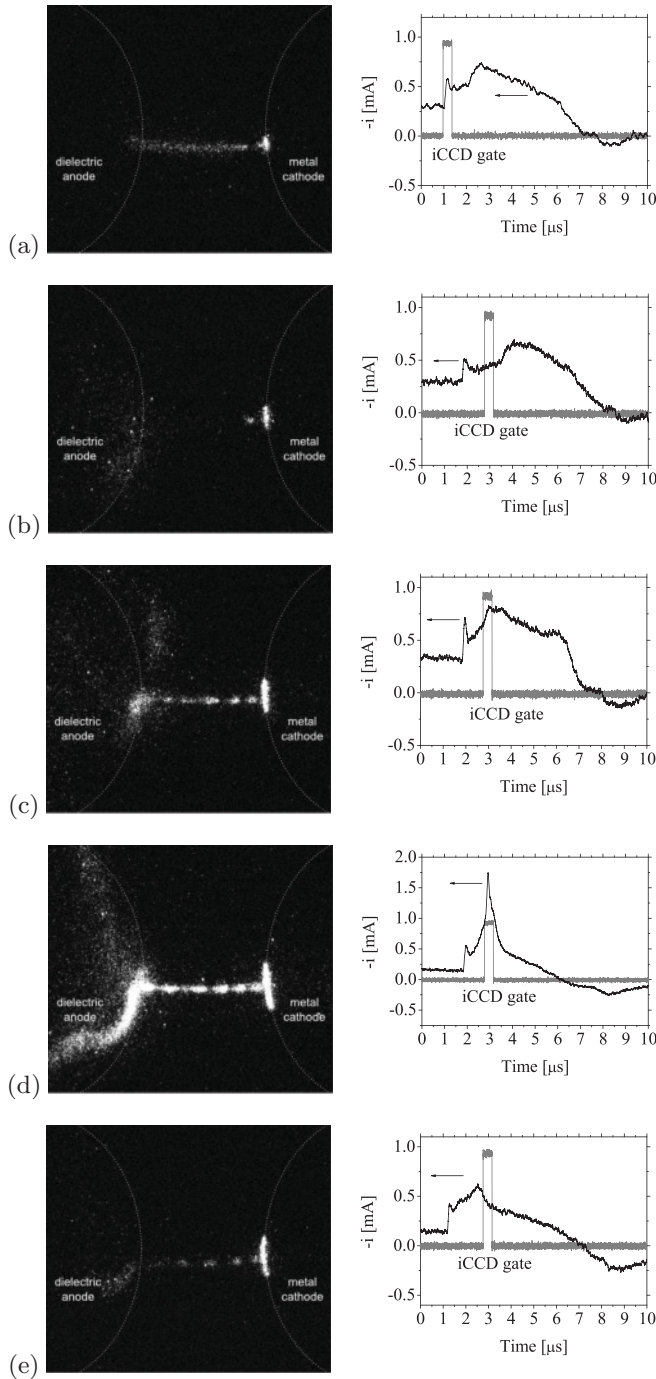 (a)
dielectric
anode
metal
cathode
-i [mA]
1.0
0.5
0.0
-0.5
iCCD gate
0 1 2 3 4 5 6 7 8 9 10
Time [μs]
(b)
dielectric
anode
metal
cathode
-i [mA]
1.0
0.5
0.0
-0.5
iCCD gate
0 1 2 3 4 5 6 7 8 9 10
Time [μs]
(c)
dielectric
anode
metal
cathode
-i [mA]
1.0
0.5
0.0
-0.5
iCCD gate
0 1 2 3 4 5 6 7 8 9 10
Time [μs]
(d)
dielectric
anode
metal
cathode
-i [mA]
2.0
1.5
1.0
0.5
0.0
-0.5
iCCD gate
0 1 2 3 4 5 6 7 8 9 10
Time [μs]
(e)
dielectric
anode
metal
cathode
-i [mA]
1.0
0.5
0.0
-0.5
iCCD gate
0 1 2 3 4 5 6 7 8 9 10
Time [μs]